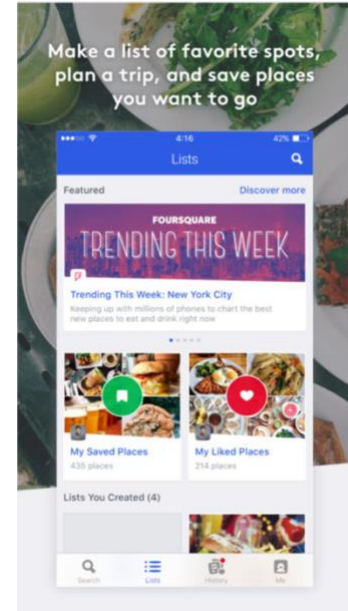 Make a list of favorite spots,
plan a trip, and save places
you want to go
4:16
42%
Lists
Featured
Discover more
FOURSQUARE
TRENDING THIS WEEK
Trending This Week: New York City
Keeping up with millions of phones to chart the best
new places to eat and drink right now
My Saved Places
435 places
My Liked Places
214 places
Lists You Created (4)
Search
Lists
History
Me